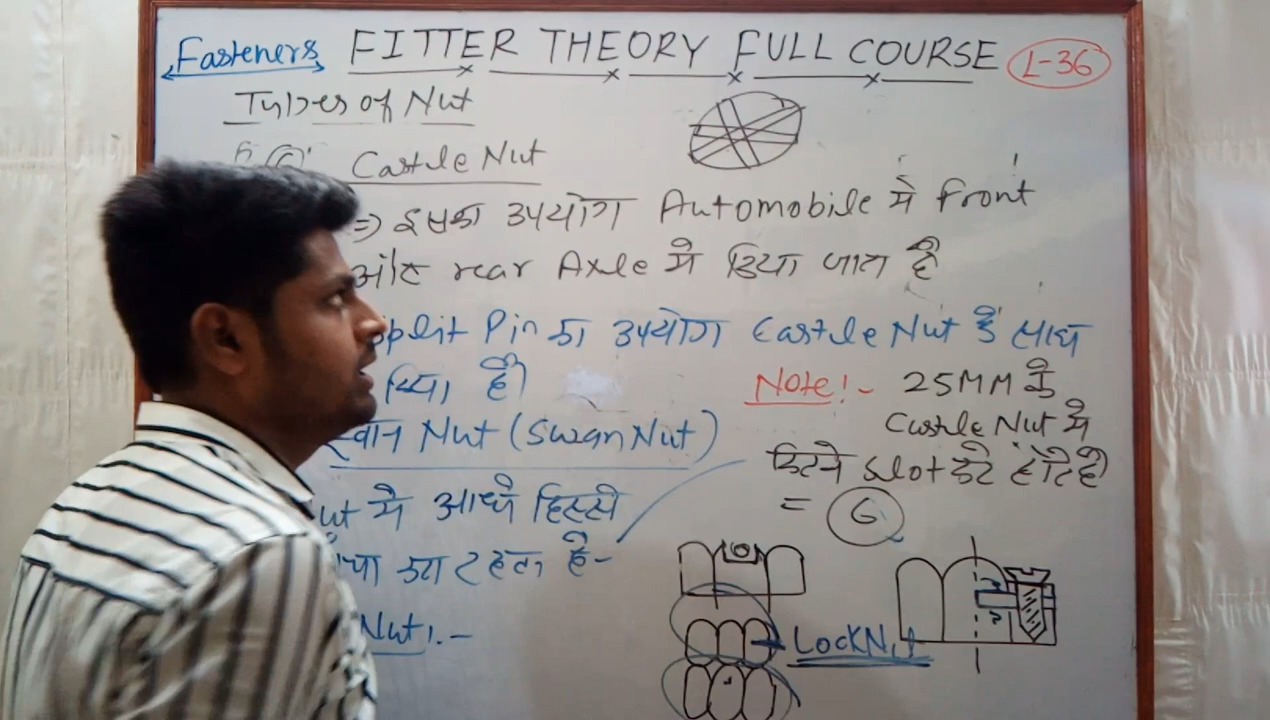 Fasteners FITTER THEORY FULL COURSE L-36
Types of Nut
Castle Nut
⇒ इसका उपयोग Automobile में Front
और rear Axle में किया जाता है
Split Pin का उपयोग Castle Nut के साथ
किया है।
Note!- 25MM के
Castle Nut में
कितने Slot कटे होते है
= 6
स्वान Nut (Swan Nut)
ut में आधे हिस्से
कटा रहता है-
Nut!-
Lock Nut